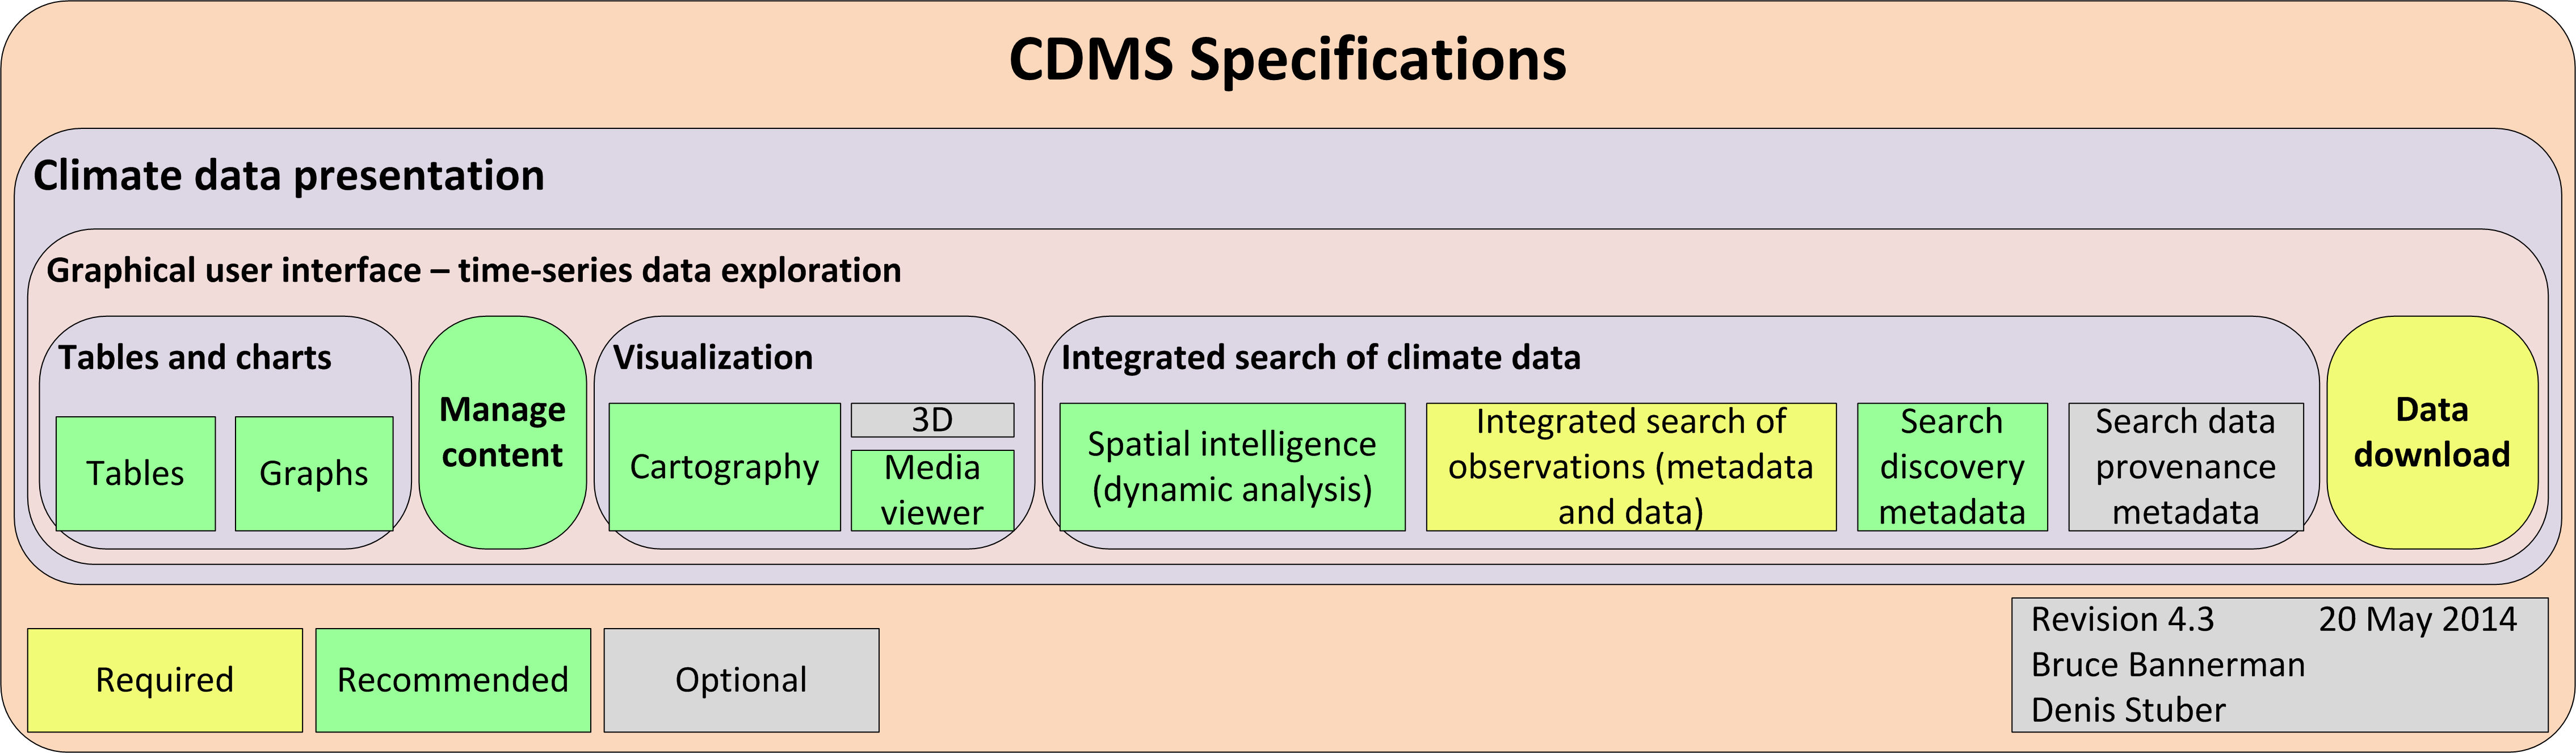 CDMS Specifications
Climate data presentation
Graphical user interface – time-series data exploration
Tables and charts
Tables
Graphs
Manage
content
Visualization
Cartography
3D
Media
viewer
Integrated search of climate data
Spatial intelligence
(dynamic analysis)
Integrated search of
observations (metadata
and data)
Search
discovery
metadata
Search data
provenance
metadata
Data
download
Required
Recommended
Optional
Revision 4.3 20 May 2014
Bruce Bannerman
Denis Stuber